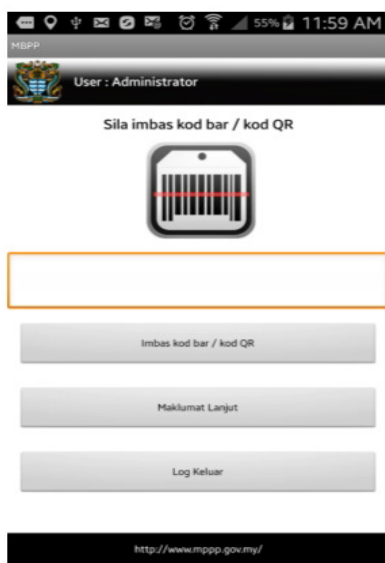 55% 11:59 AM
MBPP
User : Administrator
Sila imbas kod bar / kod QR
Imbas kod bar / kod QR
Maklumat Lanjut
Log Keluar
http://www.mppp.gov.my/